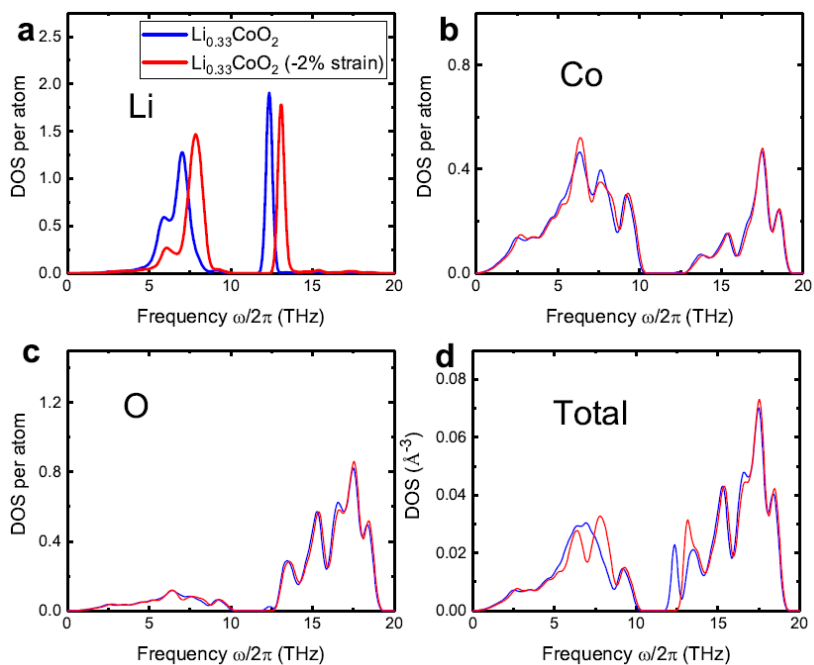 a
Li₀.₃₃CoO₂
Li₀.₃₃CoO₂ (-2% strain)
Li
DOS per atom
2.5
2.0
1.5
1.0
0.5
0.0
0 5 10 15 20
Frequency ω/2π (THz)
b
Co
DOS per atom
0.8
0.4
0.0
0 5 10 15 20
Frequency ω/2π (THz)
c
O
DOS per atom
1.2
0.8
0.4
0.0
0 5 10 15 20
Frequency ω/2π (THz)
d
Total
DOS (Å⁻³)
0.08
0.06
0.04
0.02
0.00
0 5 10 15 20
Frequency ω/2π (THz)